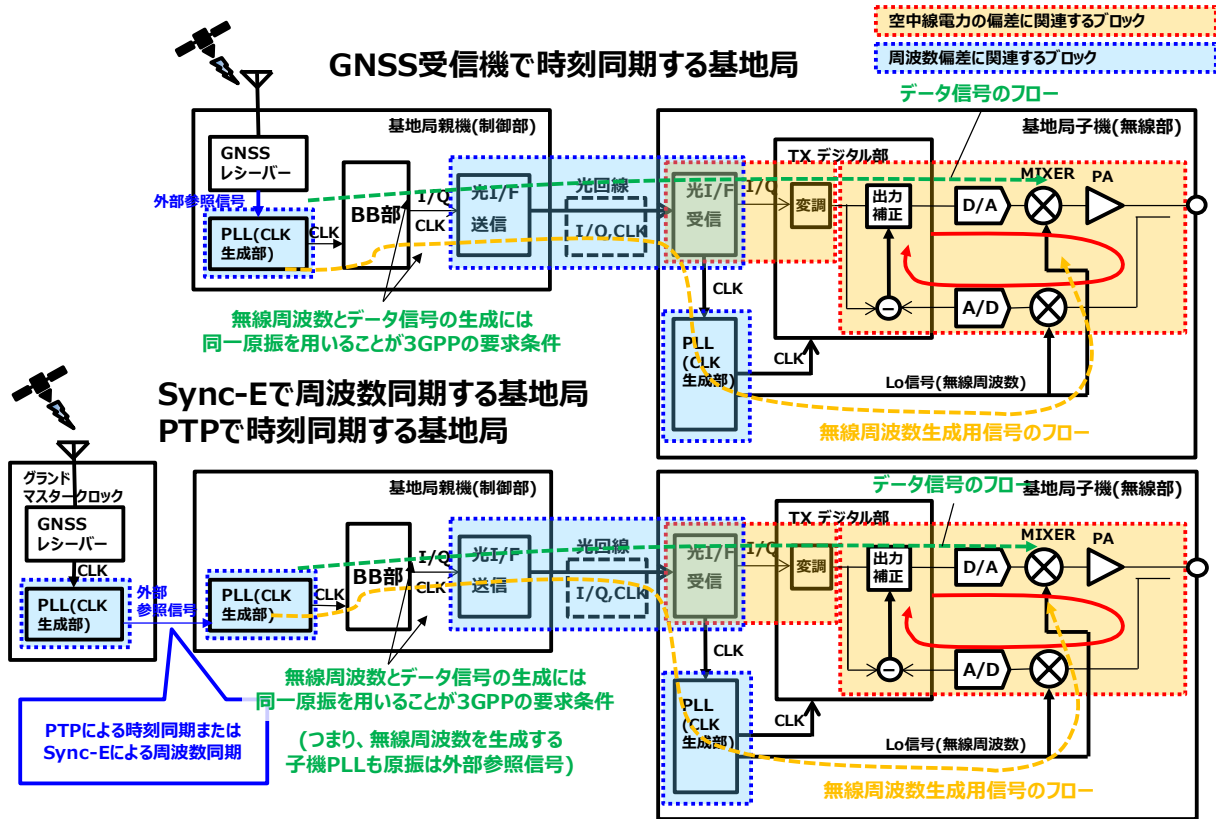 空中線電力の偏差に関連するブロック
周波数偏差に関連するブロック
GNSS受信機で時刻同期する基地局
データ信号のフロー
基地局親機(制御部)
基地局子機(無線部)
GNSS
レシーバー
外部参照信号
PLL(CLK
生成部)
CLK
BB部
I/Q
CLK
光I/F
送信
光回線
I/Q,CLK
光I/F
受信
I/Q
TX デジタル部
変調
出力
補正
D/A
MIXER
PA
A/D
−
CLK
PLL
(CLK
生成部)
CLK
Lo信号(無線周波数)
無線周波数生成用信号のフロー
無線周波数とデータ信号の生成には
同一原振を用いることが3GPPの要求条件
Sync-Eで周波数同期する基地局
PTPで時刻同期する基地局
グランド
マスタークロック
GNSS
レシーバー
CLK
PLL(CLK
生成部)
外部
参照信号
基地局親機(制御部)
PLL(CLK
生成部)
CLK
BB部
I/Q
CLK
光I/F
送信
光回線
I/Q,CLK
データ信号のフロー
基地局子機(無線部)
光I/F
受信
I/Q
TX デジタル部
変調
出力
補正
D/A
MIXER
PA
A/D
−
CLK
PLL
(CLK
生成部)
CLK
Lo信号(無線周波数)
無線周波数生成用信号のフロー
無線周波数とデータ信号の生成には
同一原振を用いることが3GPPの要求条件
(つまり、無線周波数を生成する
子機PLLも原振は外部参照信号)
PTPによる時刻同期または
Sync-Eによる周波数同期